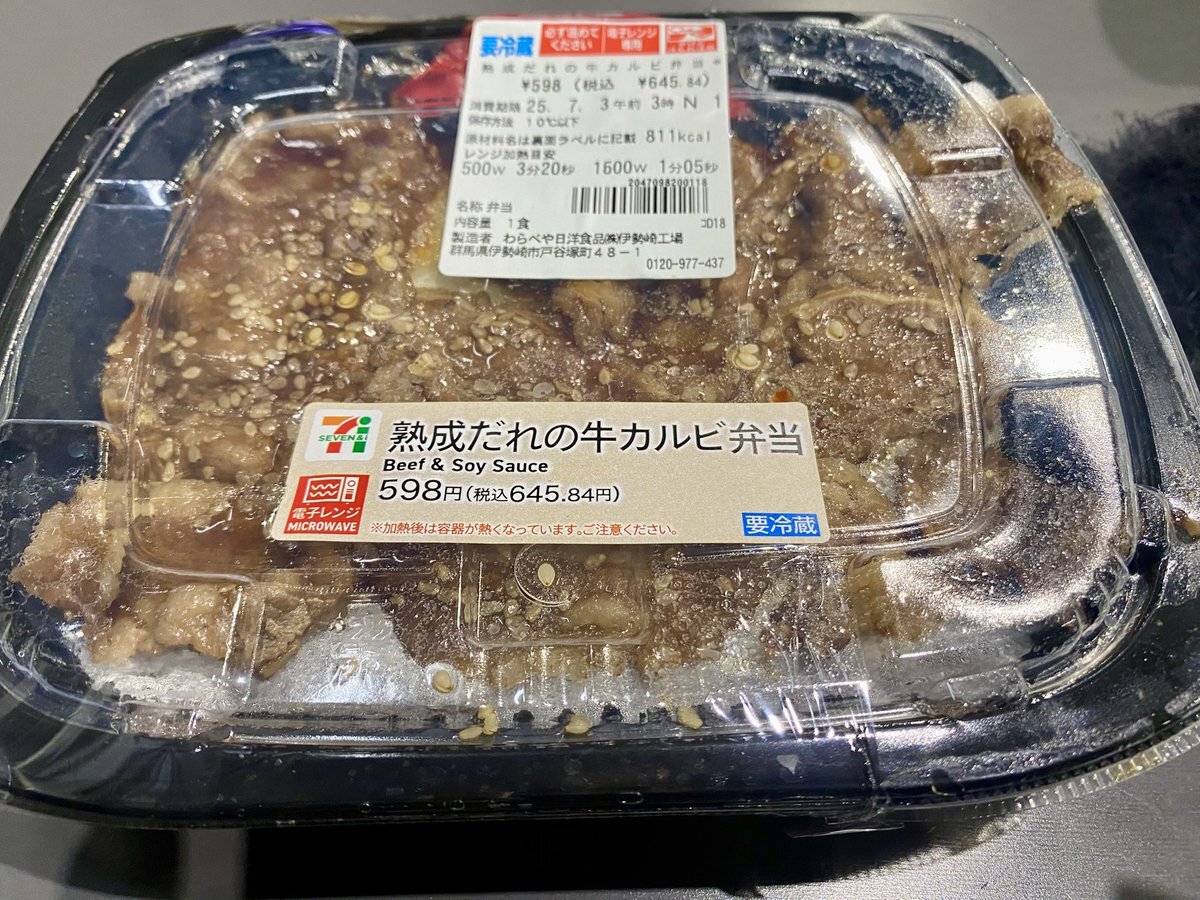 要冷蔵
必ず温めて
ください
電子レンジ
専用
熟成だれの牛カルビ弁当
¥598 (税込 ¥645.84)
消費期限 25. 7. 3午前 3時 N 1
保存方法 10℃以下
原材料名は裏面ラベルに記載 811kcal
レンジ加熱目安
500W 3分20秒 1600W 1分05秒
2047098200118
名称 弁当
内容量 1食
コD18
製造者 わらべや日洋食品㈱伊勢崎工場
群馬県伊勢崎市戸谷塚町48-1
0120-977-437
SEVEN&i
熟成だれの牛カルビ弁当
Beef & Soy Sauce
598円(税込645.84円)
電子レンジ
MICROWAVE
※加熱後は容器が熱くなっています。ご注意ください。
要冷蔵